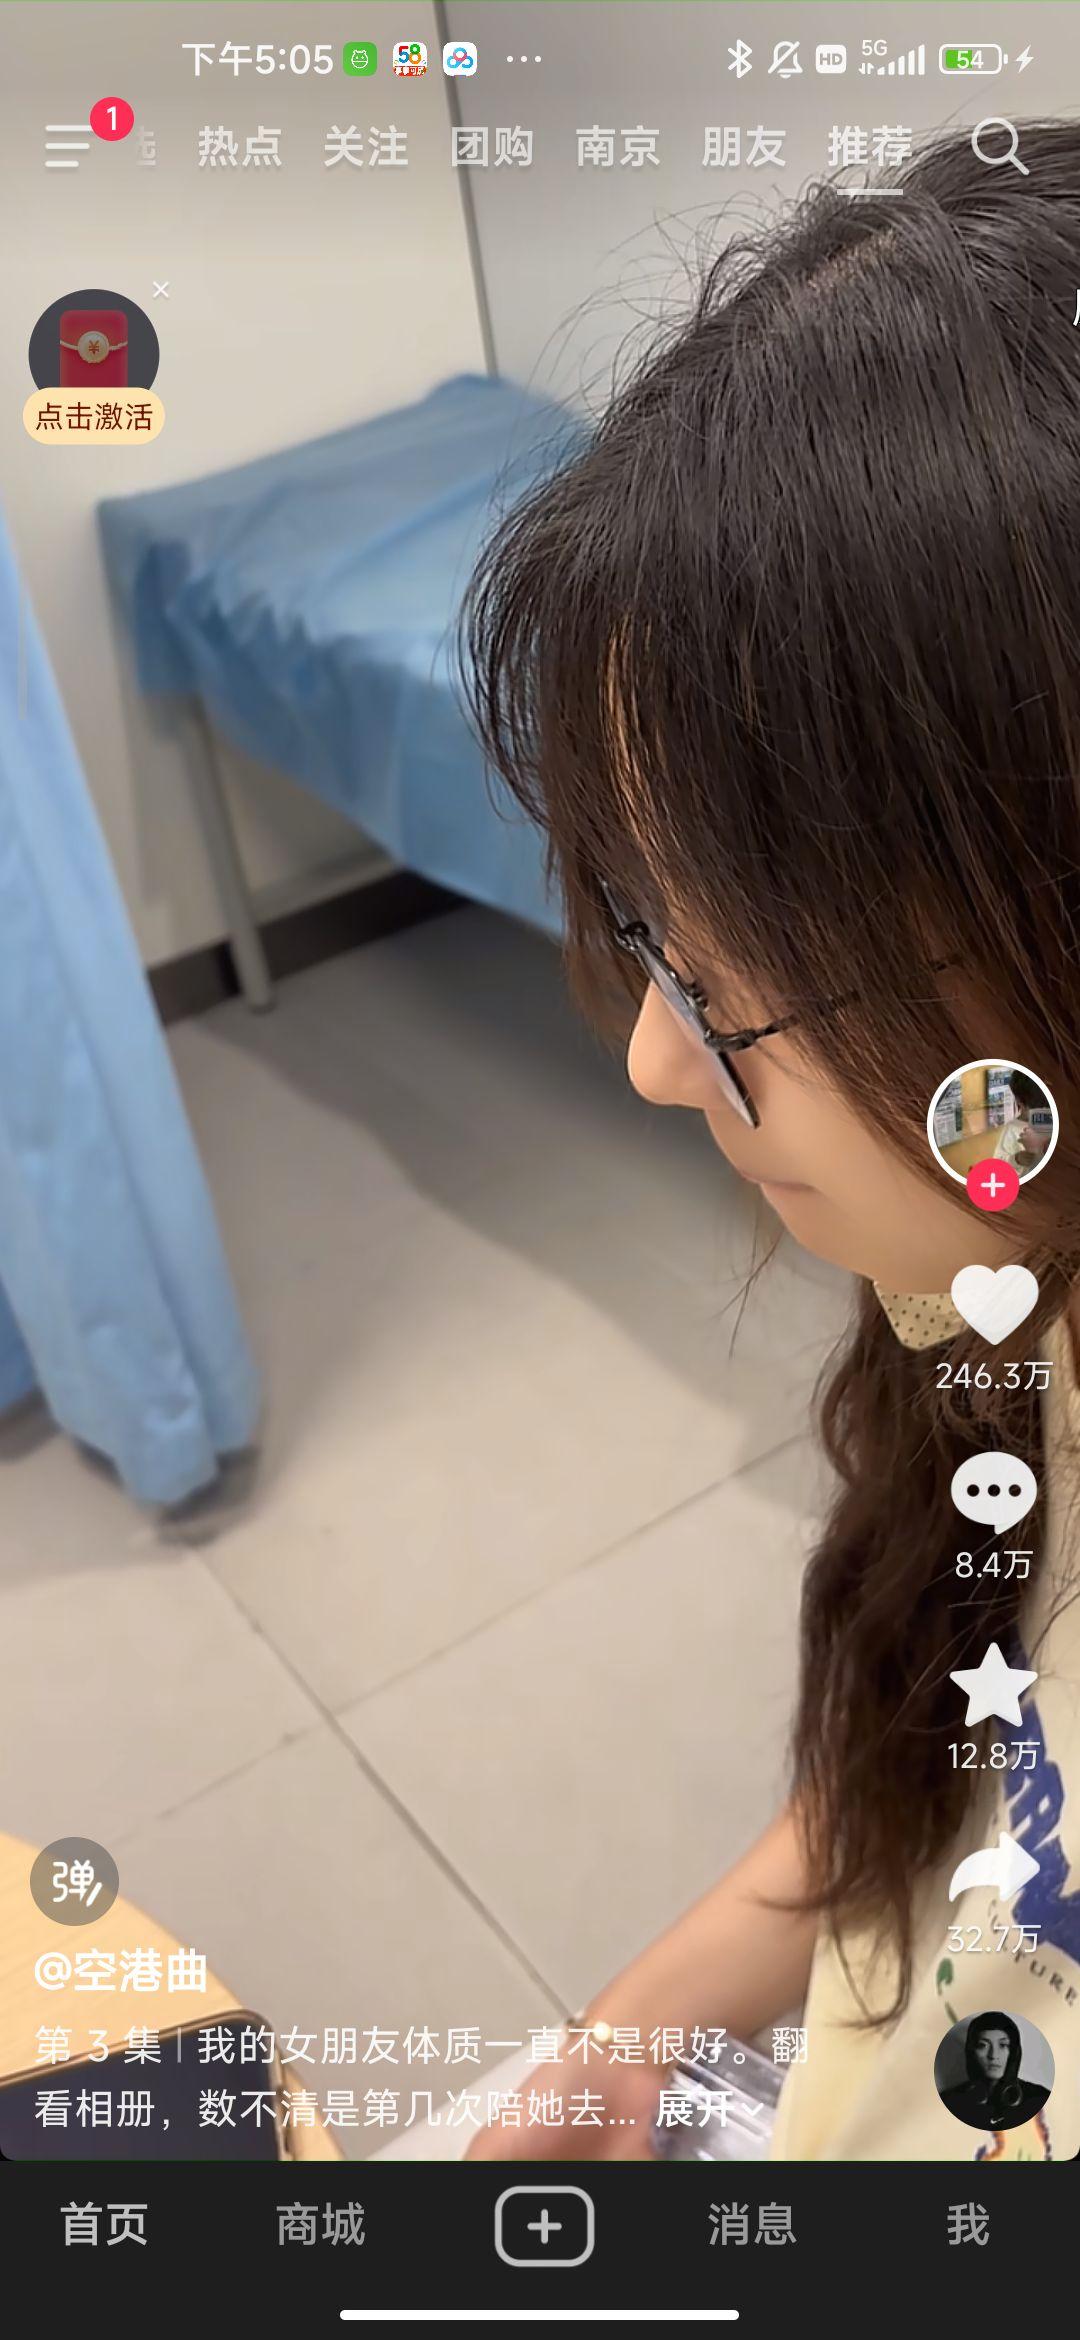 下午5:05
58
HD
5G
54
1
热点
关注
团购
南京
朋友
推荐
点击激活
246.3万
8.4万
12.8万
32.7万
弹
@空港曲
第 3 集 | 我的女朋友体质一直不是很好。翻
看相册，数不清是第几次陪她去... 展开
首页
商城
消息
我